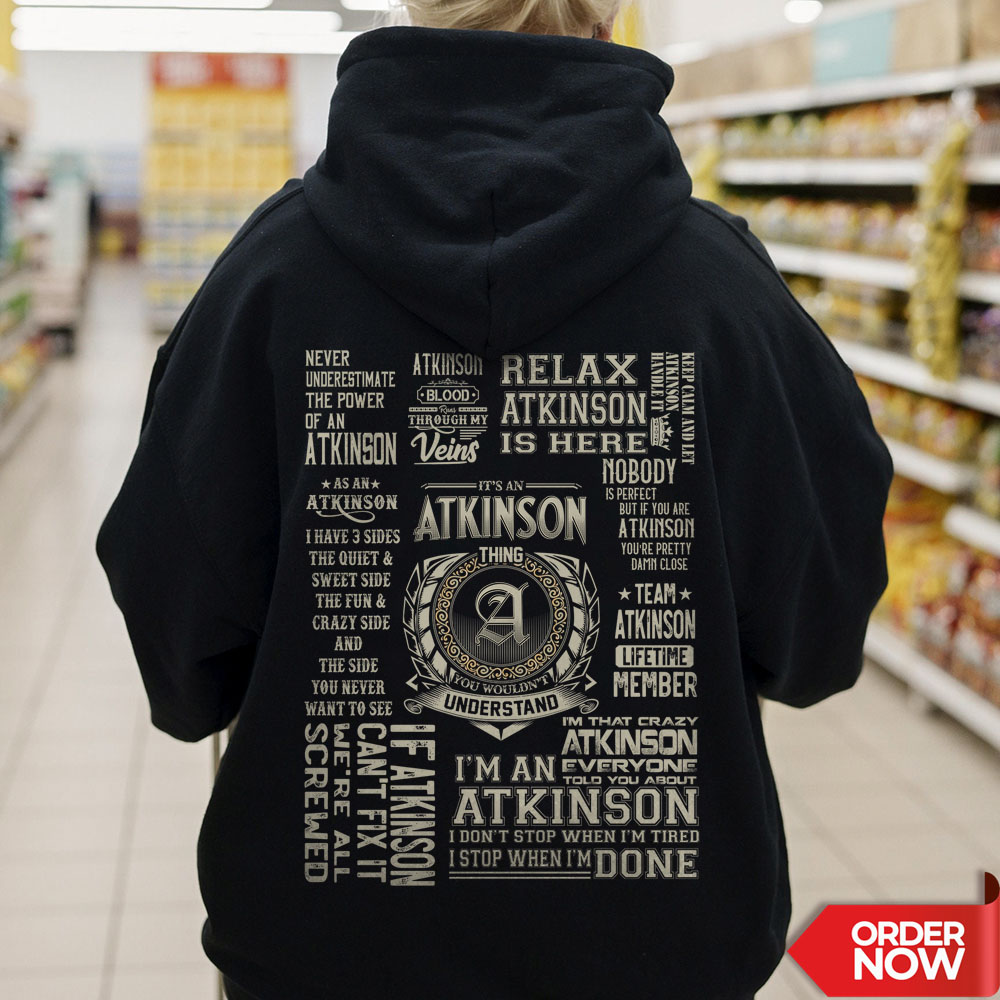 NEVER
UNDERESTIMATE
THE POWER
OF AN
ATKINSON
ATKINSON
BLOOD
Runs
THROUGH MY
Veins
RELAX
ATKINSON
IS HERE
KEEP CALM AND LET
ATKINSON
HANDLE IT
NOBODY
IS PERFECT
BUT IF YOU ARE
ATKINSON
YOU'RE PRETTY
DAMN CLOSE
★ AS AN ★
ATKINSON
I HAVE 3 SIDES
THE QUIET &
SWEET SIDE
THE FUN &
CRAZY SIDE
AND
THE SIDE
YOU NEVER
WANT TO SEE
IT'S AN
ATKINSON
THING
A
YOU WOULDN'T
UNDERSTAND
★ TEAM ★
ATKINSON
LIFETIME
MEMBER
IF ATKINSON
CAN'T FIX IT
WE'RE ALL
SCREWED
I'M THAT CRAZY
ATKINSON
EVERYONE
TOLD YOU ABOUT
I'M AN
ATKINSON
I DON'T STOP WHEN I'M TIRED
I STOP WHEN I'M DONE
ORDER
NOW